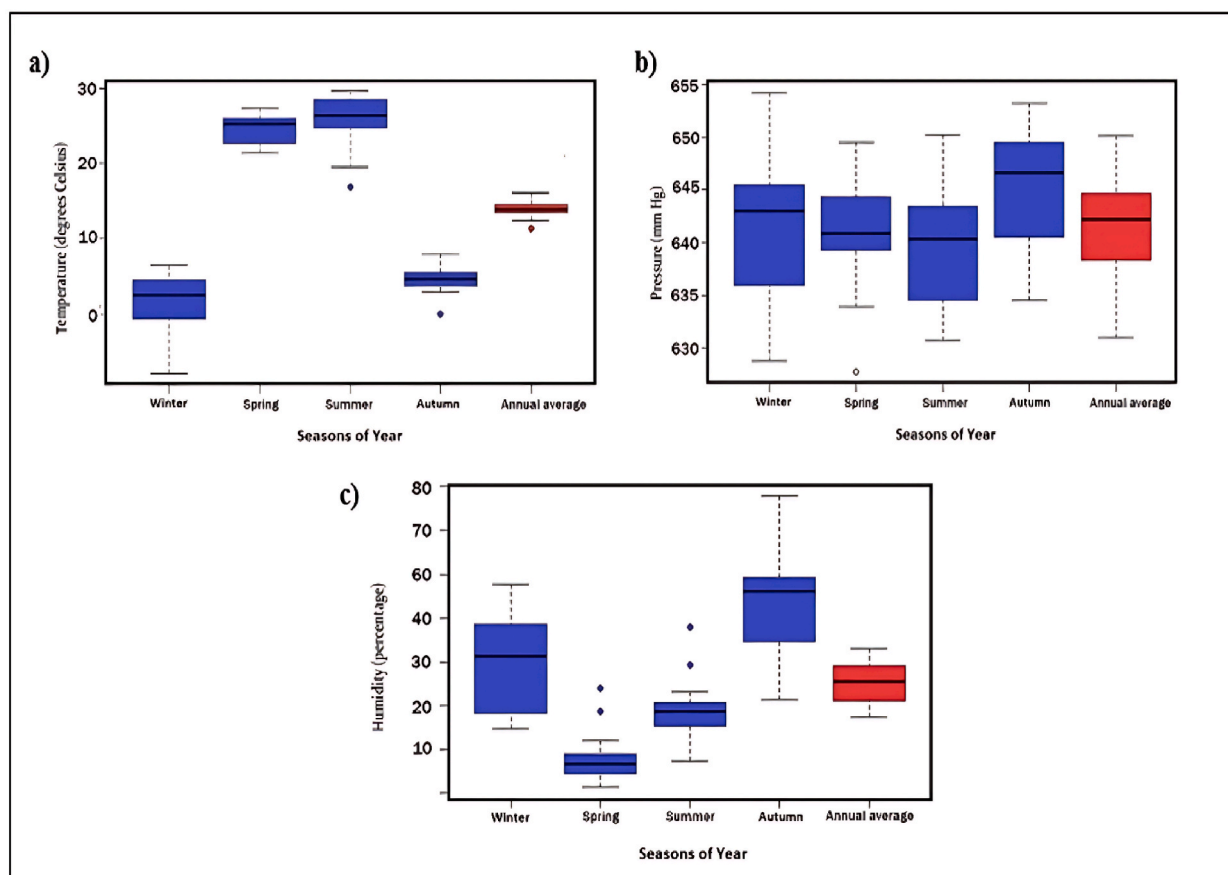 a)
Temperature (degrees Celsius)
30
20
10
0
Winter Spring Summer Autumn Annual average
Seasons of Year
b)
Pressure (mm Hg)
655
650
645
640
635
630
Winter Spring Summer Autumn Annual average
Seasons of Year
c)
Humidity (percentage)
80
70
60
50
40
30
20
10
Winter Spring Summer Autumn Annual average
Seasons of Year